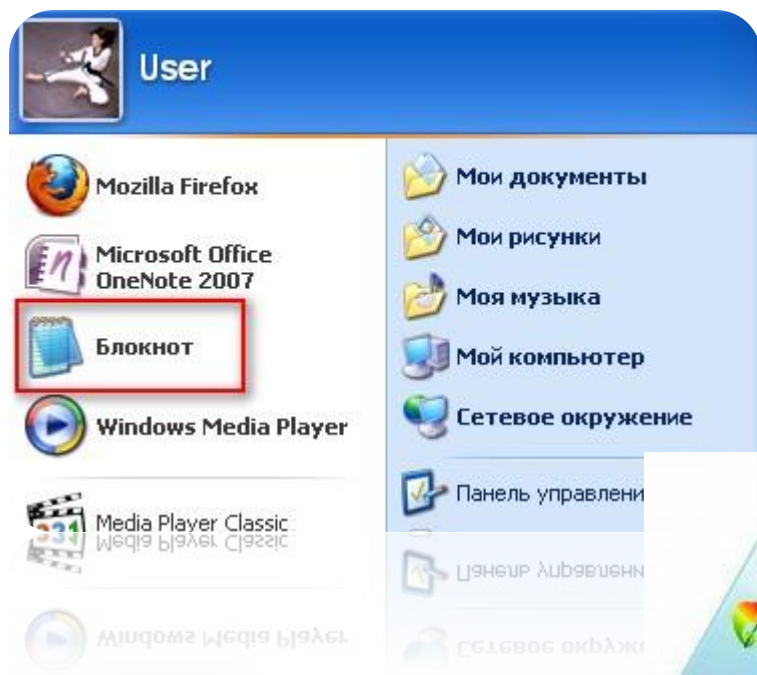 User
Mozilla Firefox
Microsoft Office
OneNote 2007
Блокнот
Windows Media Player
Media Player Classic
Мои документы
Мои рисунки
Моя музыка
Мой компьютер
Сетевое окружение
Панель управлени